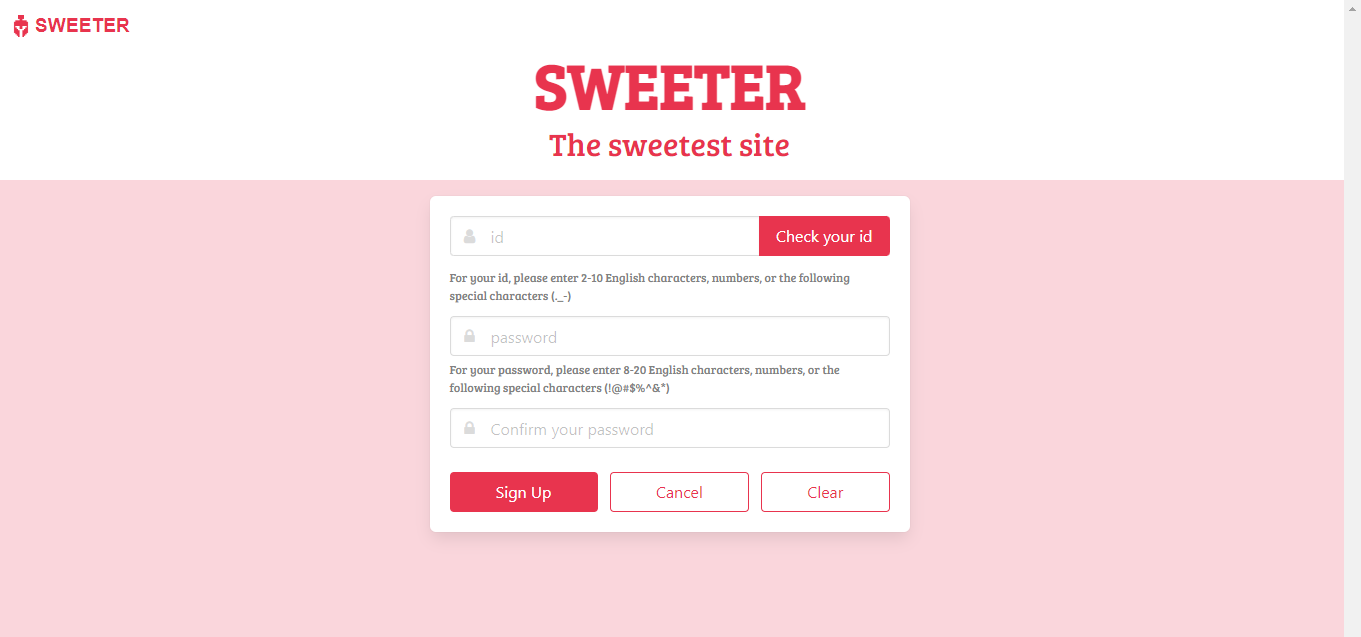 SWEETER
SWEETER
The sweetest site
id
Check your id
For your id, please enter 2-10 English characters, numbers, or the following
special characters (._-)
password
For your password, please enter 8-20 English characters, numbers, or the
following special characters (!@#$%^&*)
Confirm your password
Sign Up
Cancel
Clear